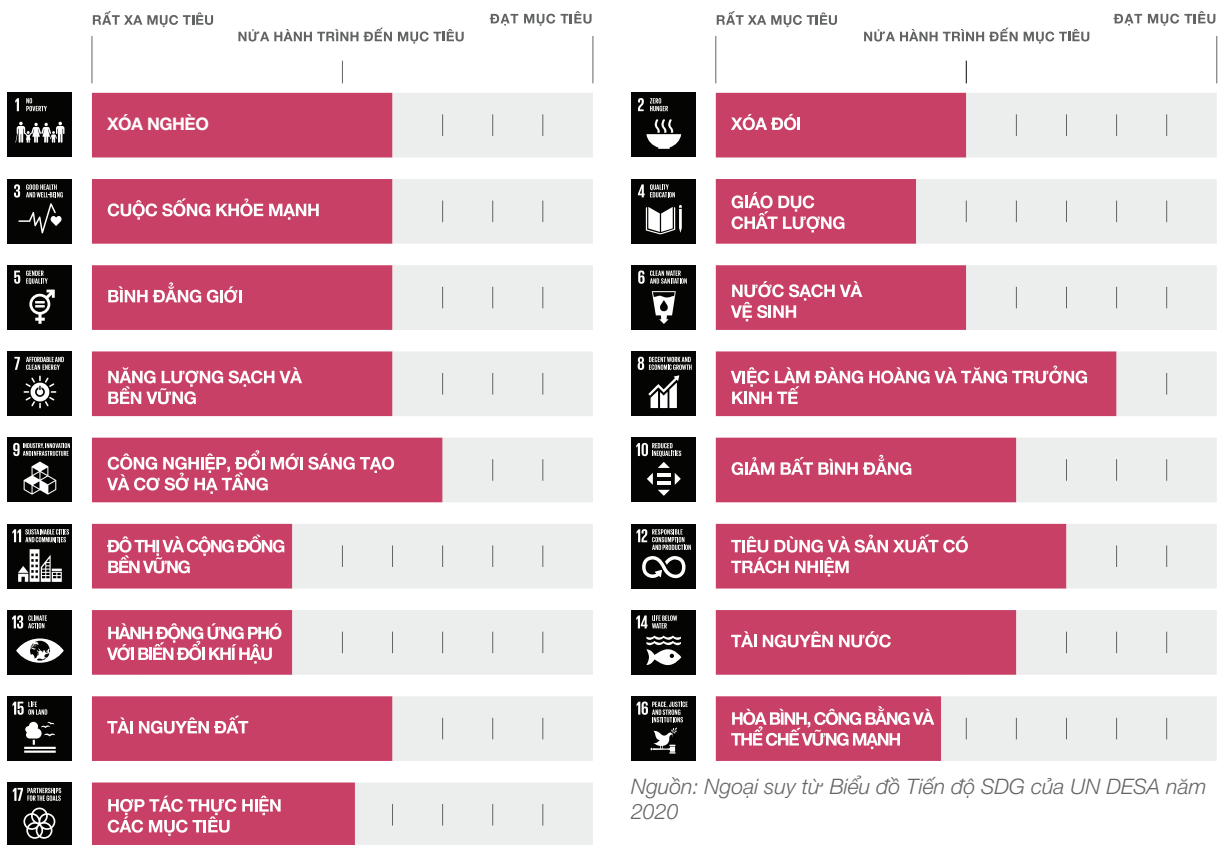 RẤT XA MỤC TIÊU
NỬA HÀNH TRÌNH ĐẾN MỤC TIÊU
ĐẠT MỤC TIÊU
RẤT XA MỤC TIÊU
NỬA HÀNH TRÌNH ĐẾN MỤC TIÊU
ĐẠT MỤC TIÊU
1 NO
POVERTY
XÓA NGHÈO
2 ZERO
HUNGER
XÓA ĐÓI
3 GOOD HEALTH
AND WELL-BEING
CUỘC SỐNG KHỎE MẠNH
4 QUALITY
EDUCATION
GIÁO DỤC
CHẤT LƯỢNG
5 GENDER
EQUALITY
BÌNH ĐẲNG GIỚI
6 CLEAN WATER
AND SANITATION
NƯỚC SẠCH VÀ
VỆ SINH
7 AFFORDABLE AND
CLEAN ENERGY
NĂNG LƯỢNG SẠCH VÀ
BỀN VỮNG
8 DECENT WORK AND
ECONOMIC GROWTH
VIỆC LÀM ĐÀNG HOÀNG VÀ TĂNG TRƯỞNG
KINH TẾ
9 INDUSTRY, INNOVATION
AND INFRASTRUCTURE
CÔNG NGHIỆP, ĐỔI MỚI SÁNG TẠO
VÀ CƠ SỞ HẠ TẦNG
10 REDUCED
INEQUALITIES
GIẢM BẤT BÌNH ĐẲNG
11 SUSTAINABLE CITIES
AND COMMUNITIES
ĐÔ THỊ VÀ CỘNG ĐỒNG
BỀN VỮNG
12 RESPONSIBLE
CONSUMPTION
AND PRODUCTION
TIÊU DÙNG VÀ SẢN XUẤT CÓ
TRÁCH NHIỆM
13 CLIMATE
ACTION
HÀNH ĐỘNG ỨNG PHÓ
VỚI BIẾN ĐỔI KHÍ HẬU
14 LIFE BELOW
WATER
TÀI NGUYÊN NƯỚC
15 LIFE
ON LAND
TÀI NGUYÊN ĐẤT
16 PEACE, JUSTICE
AND STRONG
INSTITUTIONS
HÒA BÌNH, CÔNG BẰNG VÀ
THỂ CHẾ VỮNG MẠNH
17 PARTNERSHIPS
FOR THE GOALS
HỢP TÁC THỰC HIỆN
CÁC MỤC TIÊU
Nguồn: Ngoại suy từ Biểu đồ Tiến độ SDG của UN DESA năm
2020